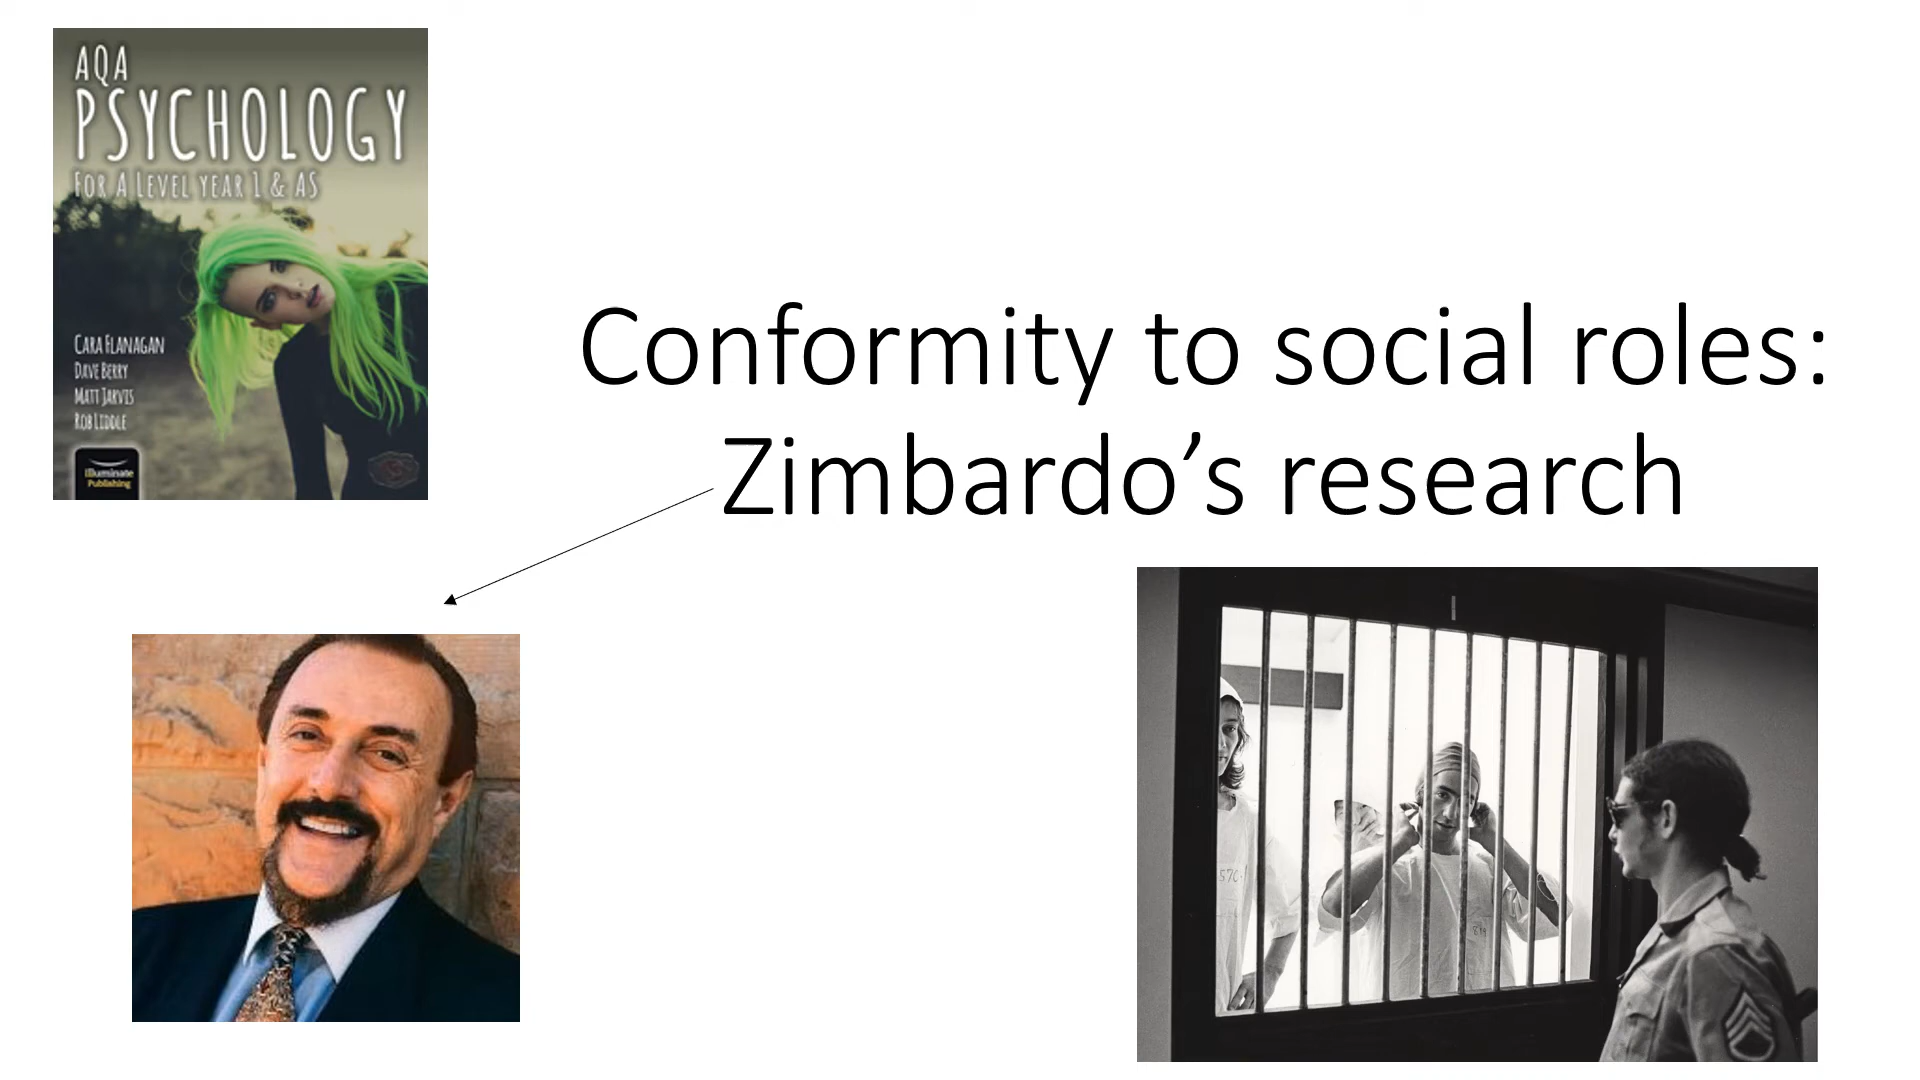 AQA
PSYCHOLOGY
FOR A LEVEL YEAR 1 & AS
CARA FLANAGAN
DAVE BERRY
MATT JARVIS
ROB LIDDLE
Illuminate
Publishing
Conformity to social roles:
Zimbardo’s research